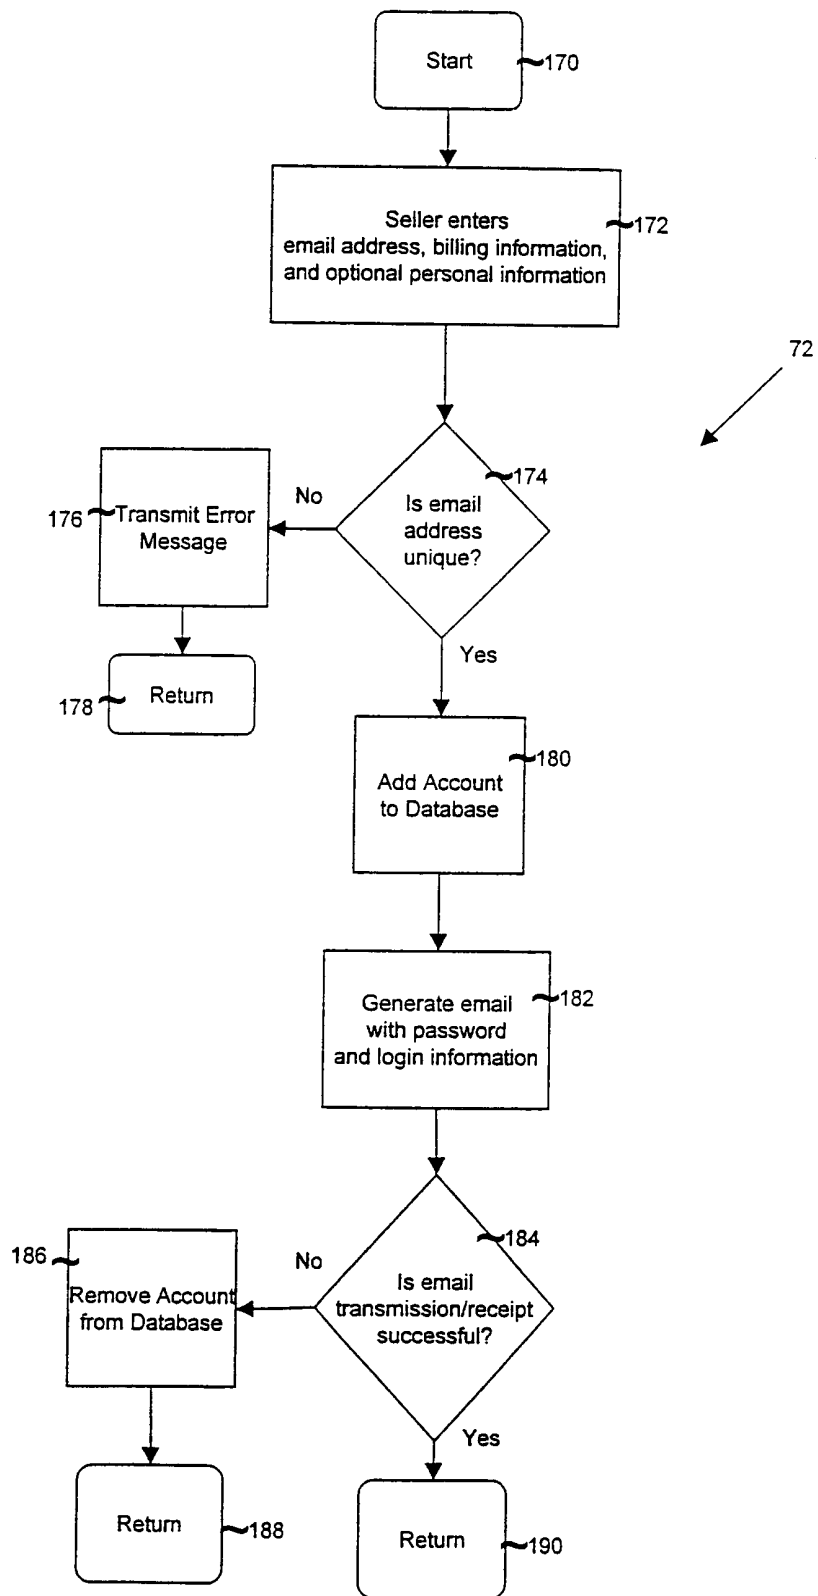 Start
170
Seller enters
email address, billing information,
and optional personal information
172
72
Is email
address
unique?
174
No
Transmit Error
Message
176
Return
178
Yes
Add Account
to Database
180
Generate email
with password
and login information
182
Is email
transmission/receipt
successful?
184
No
Remove Account
from Database
186
Return
188
Yes
Return
190